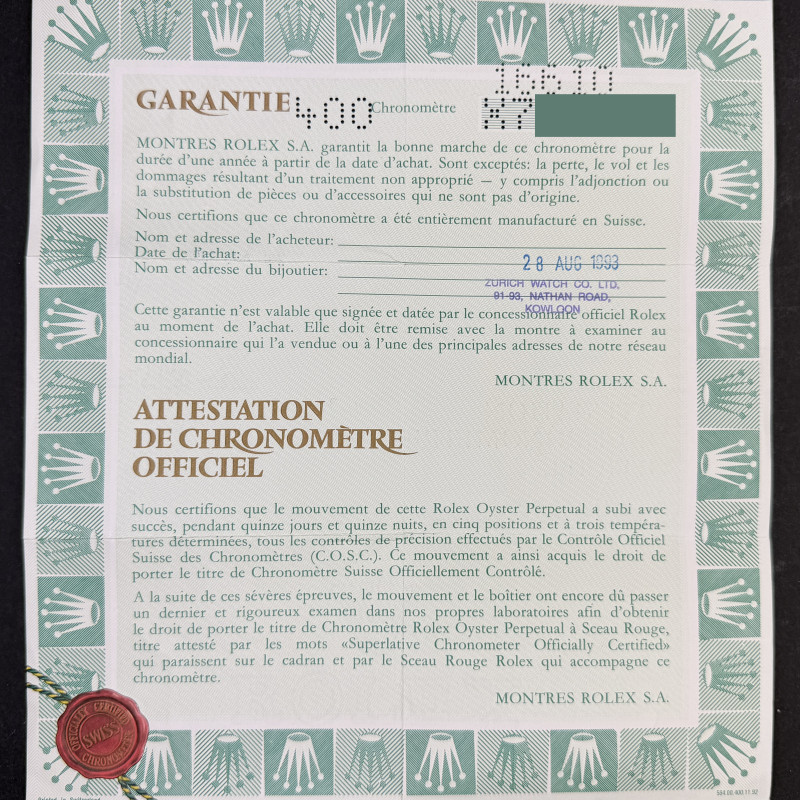 16610
GARANTIE 400 Chronomètre X7
MONTRES ROLEX S.A. garantit la bonne marche de ce chronomètre pour la
durée d'une année à partir de la date d'achat. Sont exceptés: la perte, le vol et les
dommages résultant d'un traitement non approprié — y compris l'adjonction ou
la substitution de pièces ou d'accessoires qui ne sont pas d'origine.
Nous certifions que ce chronomètre a été entièrement manufacturé en Suisse.
Nom et adresse de l'acheteur:
Date de l'achat:
28 AUG 1993
Nom et adresse du bijoutier:
ZURICH WATCH CO. LTD.
91-93, NATHAN ROAD,
KOWLOON
Cette garantie n'est valable que signée et datée par le concessionnaire officiel Rolex
au moment de l'achat. Elle doit être remise avec la montre à examiner au
concessionnaire qui l'a vendue ou à l'une des principales adresses de notre réseau
mondial.
MONTRES ROLEX S.A.
ATTESTATION
DE CHRONOMÈTRE
OFFICIEL
Nous certifions que le mouvement de cette Rolex Oyster Perpetual a subi avec
succès, pendant quinze jours et quinze nuits, en cinq positions et à trois tempéra-
tures déterminées, tous les contrôles de précision effectués par le Contrôle Officiel
Suisse des Chronomètres (C.O.S.C.). Ce mouvement a ainsi acquis le droit de
porter le titre de Chronomètre Suisse Officiellement Contrôlé.
A la suite de ces sévères épreuves, le mouvement et le boîtier ont encore dû passer
un dernier et rigoureux examen dans nos propres laboratoires afin d'obtenir
le droit de porter le titre de Chronomètre Rolex Oyster Perpetual à Sceau Rouge,
titre attesté par les mots «Superlative Chronometer Officially Certified»
qui paraissent sur le cadran et par le Sceau Rouge Rolex qui accompagne ce
chronomètre.
MONTRES ROLEX S.A.
OFFICIALLY CERTIFIED
SWISS
CHRONOMETER
Printed in Switzerland
564.00.400.11.92